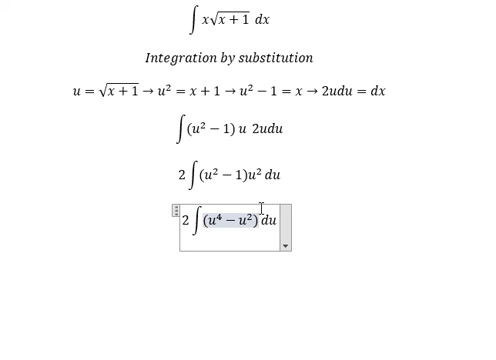 ∫ x√(x + 1) dx
Integration by substitution
u = √(x + 1) → u² = x + 1 → u² − 1 = x → 2udu = dx
∫ (u² − 1) u 2udu
2 ∫ (u² − 1)u² du
2 ∫ (u⁴ − u²) du